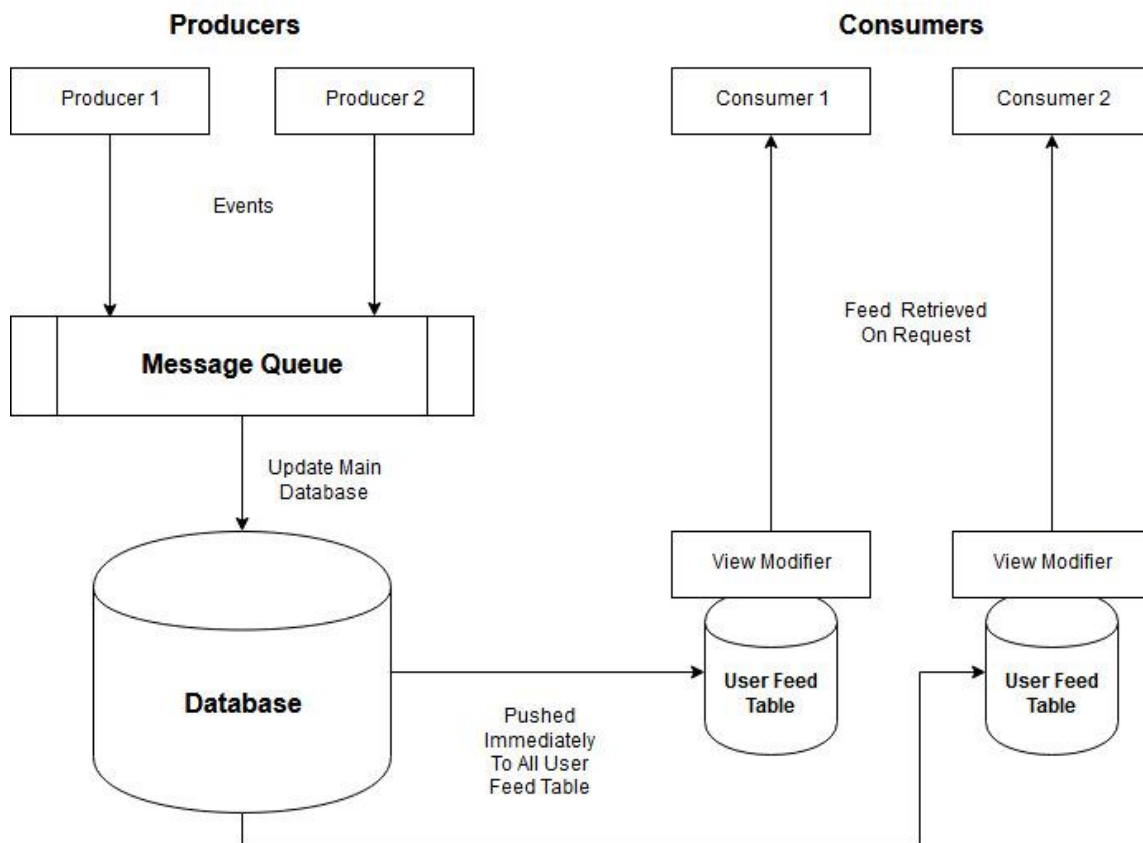 Producers
Consumers
Producer 1
Producer 2
Consumer 1
Consumer 2
Events
Feed Retrieved
On Request
Message Queue
Update Main
Database
View Modifier
View Modifier
Database
User Feed
Table
User Feed
Table
Pushed
Immediately
To All User
Feed Table